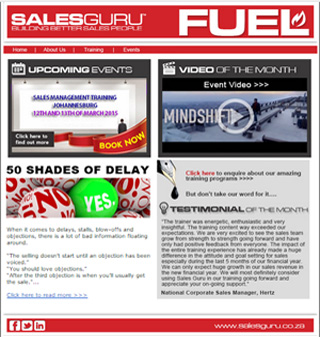 SALESGURU
BUILDING BETTER SALES PEOPLE
FUEL
Home | About Us | Training | Events
UPCOMING EVENTS
SALES MANAGEMENT TRAINING
JOHANNESBURG
12TH AND 13TH OF MARCH 2015
Click here to
find out more
BOOK NOW
VIDEO OF THE MONTH
Event Video >>>
MINDSHIFT
50 SHADES OF DELAY
NO.
YES.
When it comes to delays, stalls, blow-offs and
objections, there is a lot of bad information floating
around.
"The selling doesn't start until an objection has been
voiced."
"You should love objections."
"After the third objection is when you'll usually get
the sale,"...
Click here to read more >>>
Click here to enquire about our amazing
training programs >>>>
But don't take our word for it.....
TESTIMONIAL OF THE MONTH
"The trainer was energetic, enthusiastic and very
insightful. The training content way exceeded our
expectations. We are very excited to see the sales team
grow from strength to strength going forward and have
only had positive feedback from everyone. The impact of
the entire training experience has already made a huge
difference in the attitude and goal setting for sales
especially during the last 5 months of our financial year.
We can only expect huge growth in our sales revenue in
the new financial year. We will most definitely consider
using Sales Guru in our training going forward and
appreciate your on-going support."
National Corporate Sales Manager, Hertz
www.salesguru.co.za